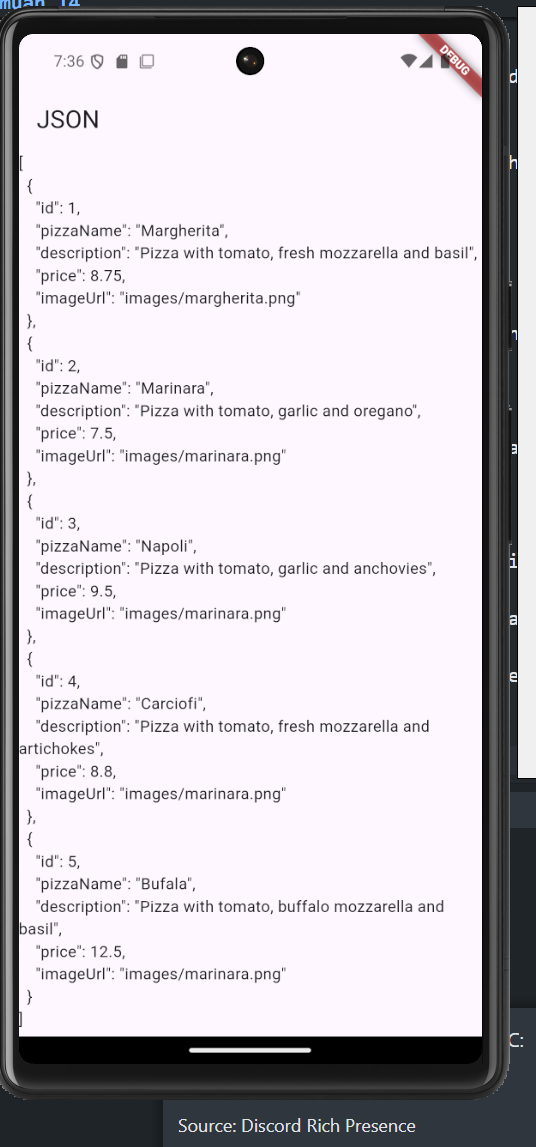 muan 14
7:36
DEBUG
JSON
[
  {
    "id": 1,
    "pizzaName": "Margherita",
    "description": "Pizza with tomato, fresh mozzarella and basil",
    "price": 8.75,
    "imageUrl": "images/margherita.png"
  },
  {
    "id": 2,
    "pizzaName": "Marinara",
    "description": "Pizza with tomato, garlic and oregano",
    "price": 7.5,
    "imageUrl": "images/marinara.png"
  },
  {
    "id": 3,
    "pizzaName": "Napoli",
    "description": "Pizza with tomato, garlic and anchovies",
    "price": 9.5,
    "imageUrl": "images/marinara.png"
  },
  {
    "id": 4,
    "pizzaName": "Carciofi",
    "description": "Pizza with tomato, fresh mozzarella and
artichokes",
    "price": 8.8,
    "imageUrl": "images/marinara.png"
  },
  {
    "id": 5,
    "pizzaName": "Bufala",
    "description": "Pizza with tomato, buffalo mozzarella and
basil",
    "price": 12.5,
    "imageUrl": "images/marinara.png"
  }
]
C:
Source: Discord Rich Presence